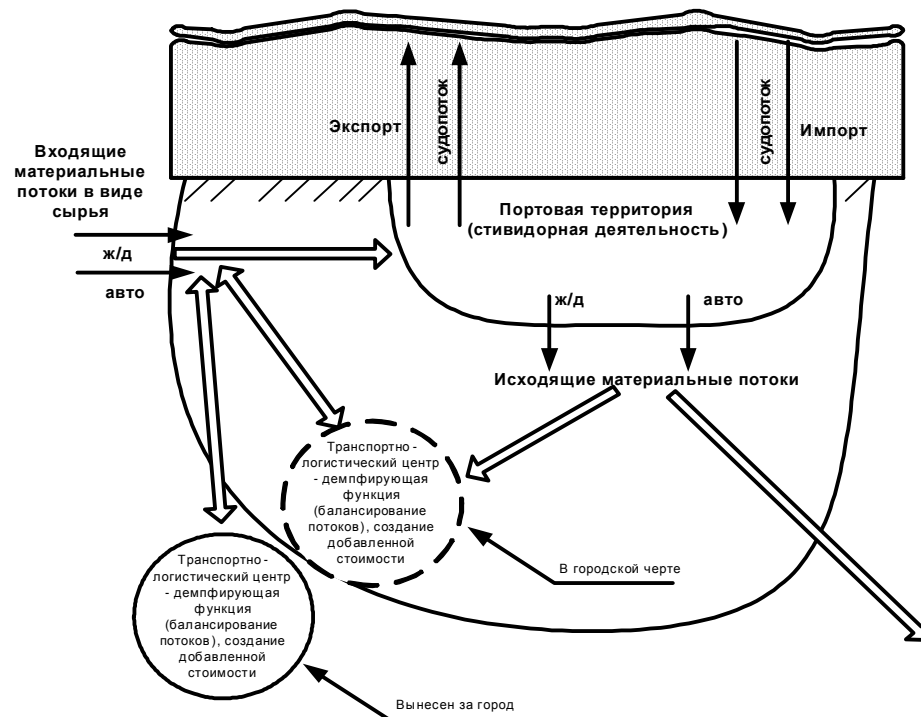 Экспорт
судопоток
судопоток
Импорт
Входящие
материальные
потоки в виде
сырья
ж/д
авто
Портовая территория
(стивидорная деятельность)
ж/д
авто
Исходящие материальные потоки
Транспортно -
логистический центр
- демпфирующая
функция
(балансирование
потоков), создание
добавленной
стоимости
В городской черте
Транспортно -
логистический центр
- демпфирующая
функция
(балансирование
потоков), создание
добавленной
стоимости
Вынесен за город